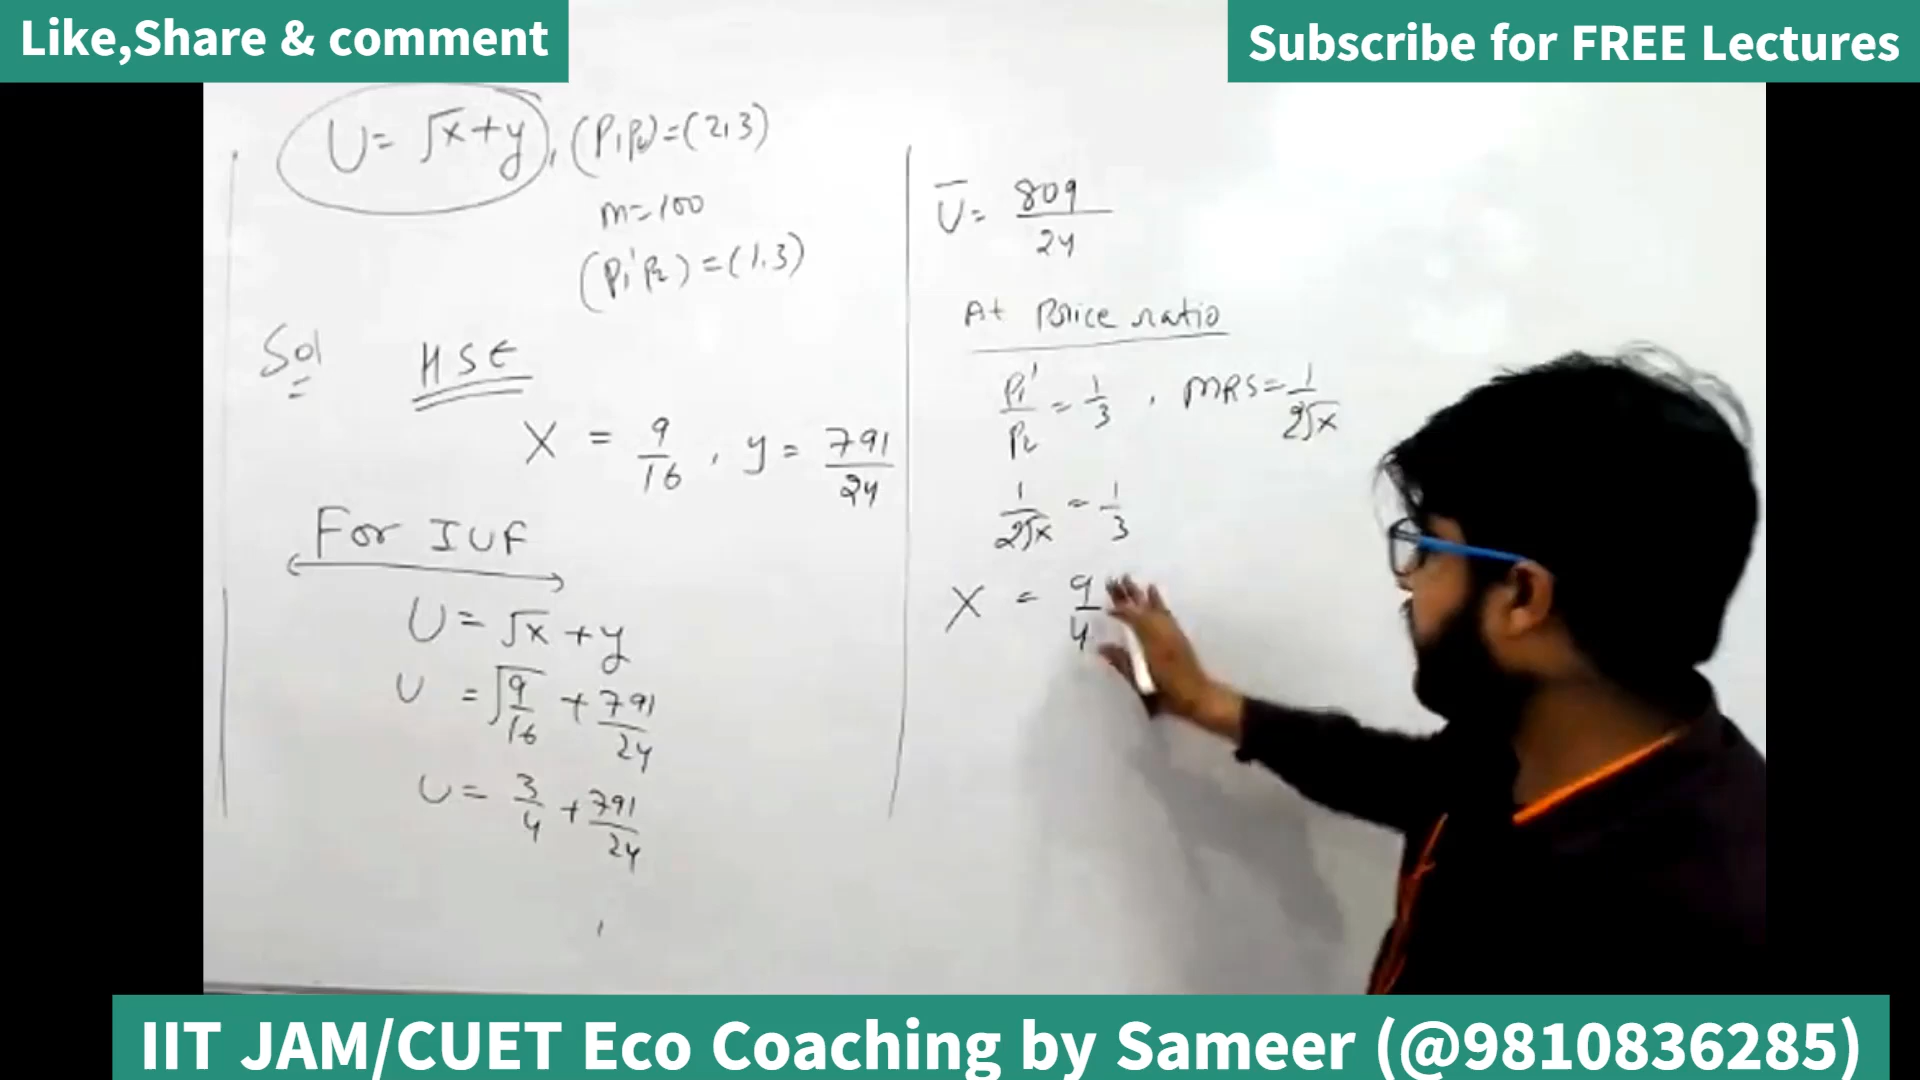 Like,Share & comment
Subscribe for FREE Lectures
U = √x + y, (P₁P₂) = (2,3)
m = 100
(P₁'P₂) = (1.3)
Sol
HSE
X = 9/16, y = 791/24
For IUF
U = √x + y
U = √9/16 + 791/24
U = 3/4 + 791/24
Ū = 809/24
At Price ratio
P₁'/P₂ = 1/3, MRS = 1/2√x
1/2√x = 1/3
X = 9/4
IIT JAM/CUET Eco Coaching by Sameer (@9810836285)